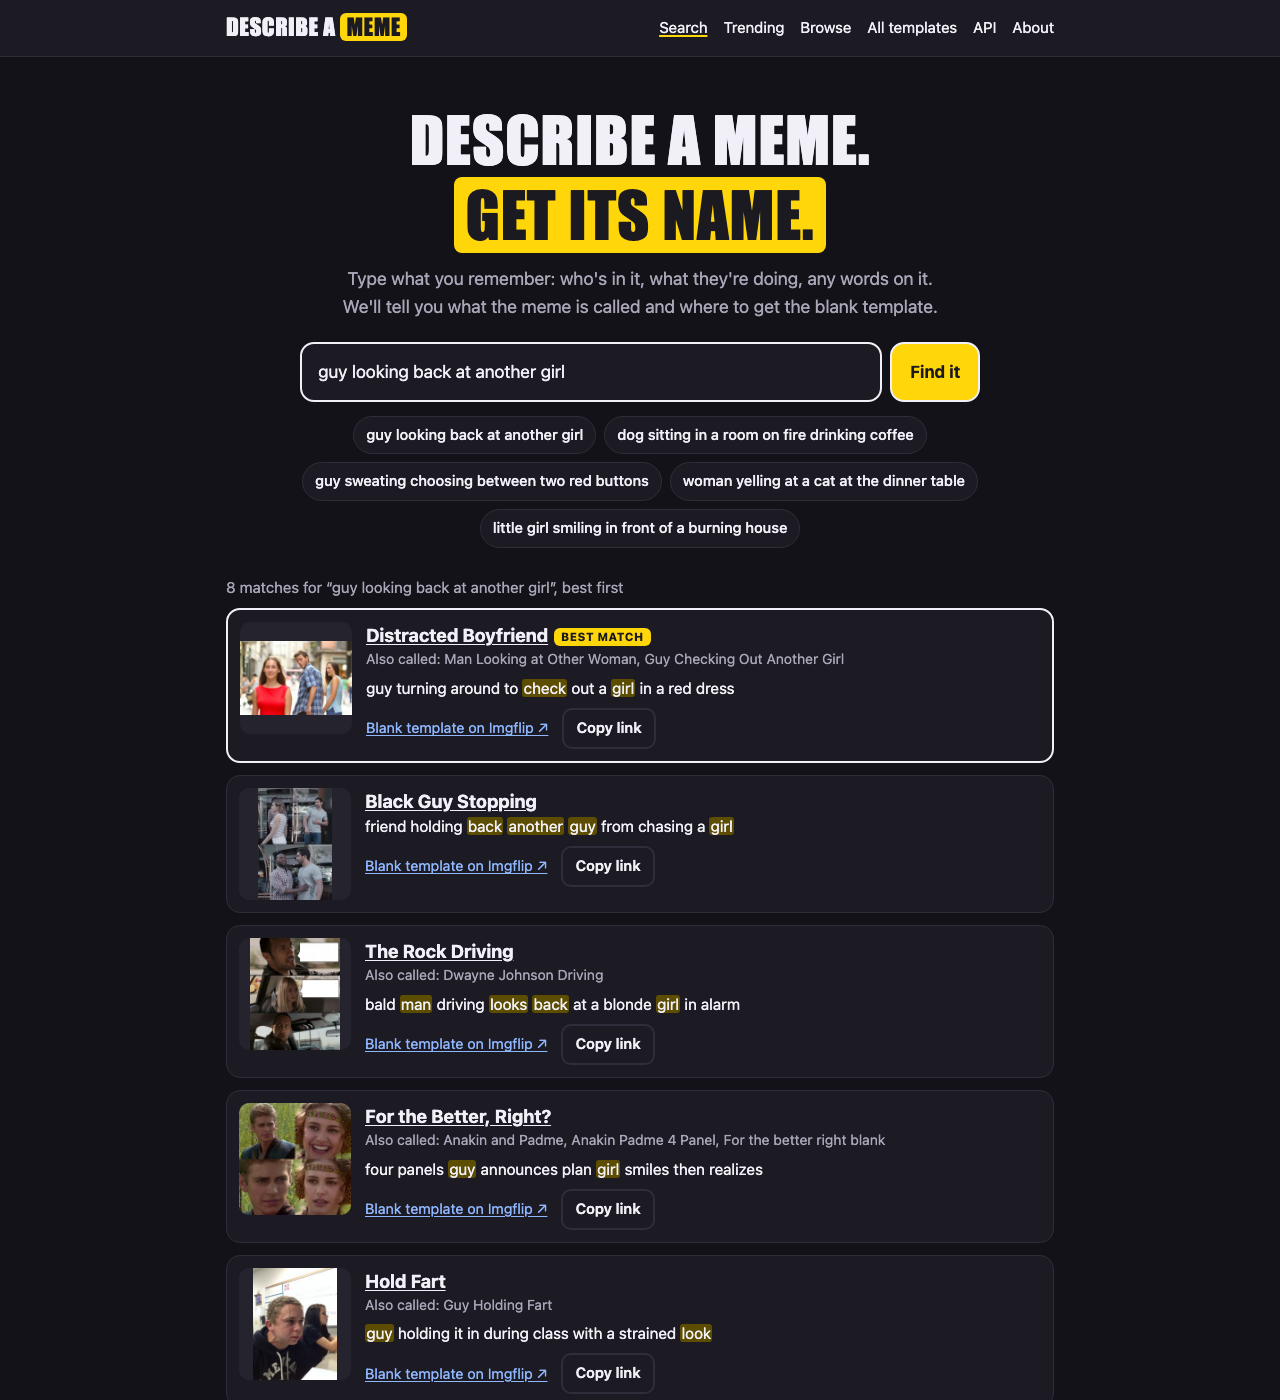 DESCRIBE A MEME
Search Trending Browse All templates API About
DESCRIBE A MEME.
GET ITS NAME.
Type what you remember: who's in it, what they're doing, any words on it.
We'll tell you what the meme is called and where to get the blank template.
guy looking back at another girl
Find it
guy looking back at another girl
dog sitting in a room on fire drinking coffee
guy sweating choosing between two red buttons
woman yelling at a cat at the dinner table
little girl smiling in front of a burning house
8 matches for “guy looking back at another girl”, best first
Distracted Boyfriend BEST MATCH
Also called: Man Looking at Other Woman, Guy Checking Out Another Girl
guy turning around to check out a girl in a red dress
Blank template on Imgflip ↗ Copy link
Black Guy Stopping
friend holding back another guy from chasing a girl
Blank template on Imgflip ↗ Copy link
The Rock Driving
Also called: Dwayne Johnson Driving
bald man driving looks back at a blonde girl in alarm
Blank template on Imgflip ↗ Copy link
For the Better, Right?
Also called: Anakin and Padme, Anakin Padme 4 Panel, For the better right blank
four panels guy announces plan girl smiles then realizes
Blank template on Imgflip ↗ Copy link
Hold Fart
Also called: Guy Holding Fart
guy holding it in during class with a strained look
Blank template on Imgflip ↗ Copy link